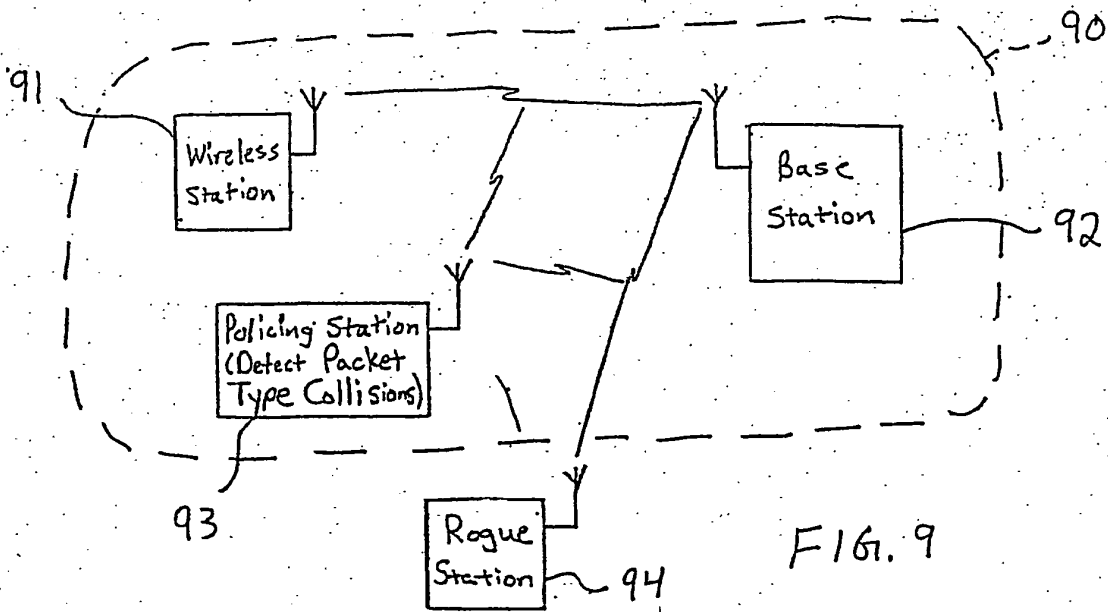 90
91
Wireless
Station
Base
Station
92
Policing Station
(Detect Packet
Type Collisions)
93
Rogue
Station
94
FIG. 9